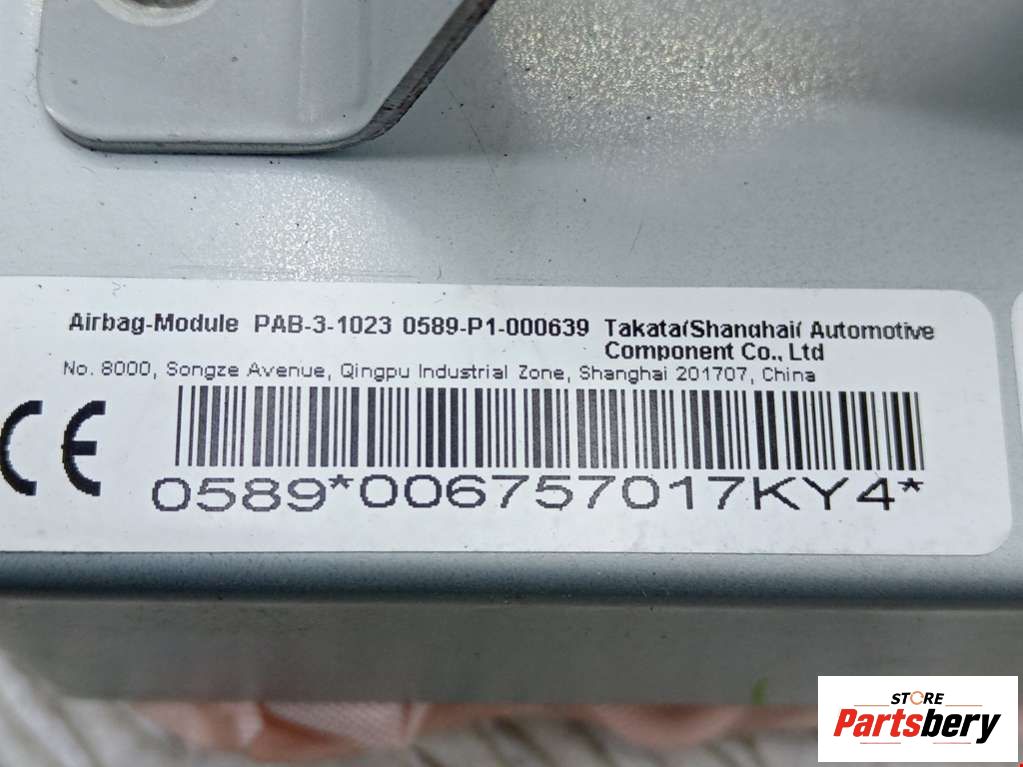 Airbag-Module PAB-3-1023 0589-P1-000639 Takata(Shanghai( Automotive
Component Co., Ltd
No. 8000, Songze Avenue, Qingpu Industrial Zone, Shanghai 201707, China
CE
0589*006757017KY4*
STORE
Partsbery